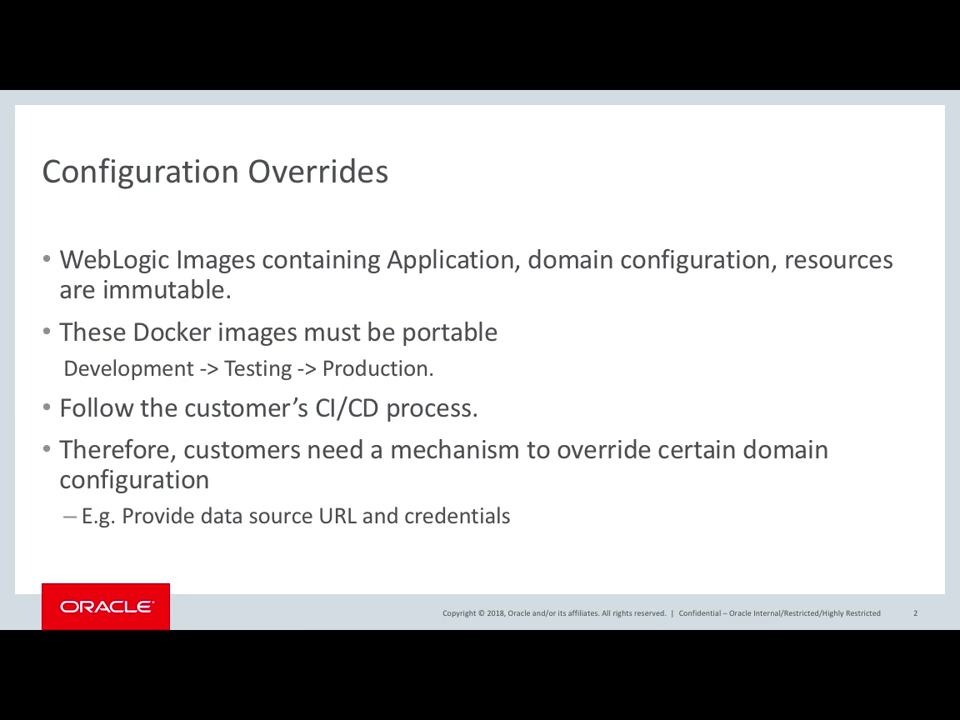 Configuration Overrides
• WebLogic Images containing Application, domain configuration, resources
are immutable.
• These Docker images must be portable
Development -> Testing -> Production.
• Follow the customer’s CI/CD process.
• Therefore, customers need a mechanism to override certain domain
configuration
– E.g. Provide data source URL and credentials
ORACLE®
Copyright © 2018, Oracle and/or its affiliates. All rights reserved. | Confidential – Oracle Internal/Restricted/Highly Restricted 2